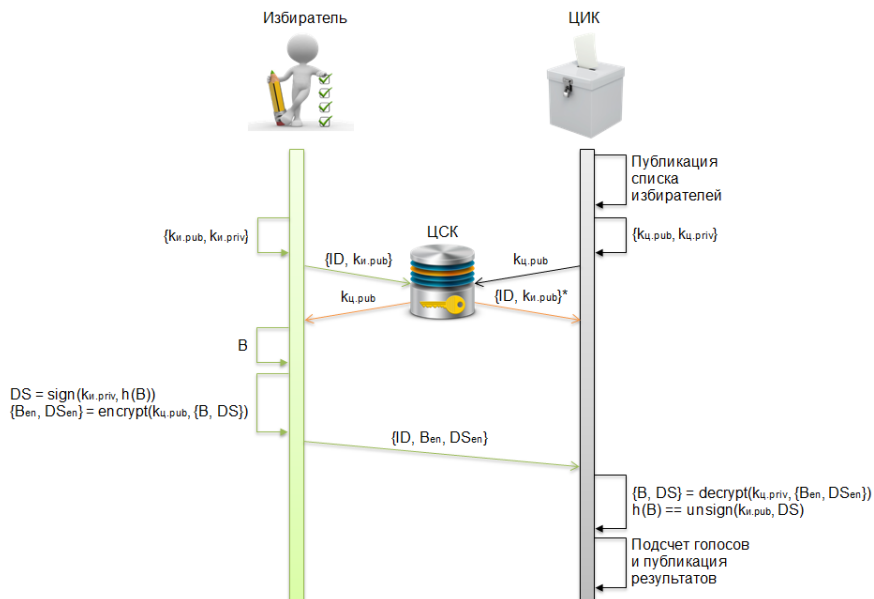 Избиратель
ЦИК
Публикация
списка
избирателей
{kи.pub, kи.priv}
{kц.pub, kц.priv}
ЦСК
{ID, kи.pub}
kц.pub
kц.pub
{ID, kи.pub}*
B
DS = sign(kи.priv, h(B))
{Ben, DSen} = encrypt(kц.pub, {B, DS})
{ID, Ben, DSen}
{B, DS} = decrypt(kц.priv, {Ben, DSen})
h(B) == unsign(kи.pub, DS)
Подсчет голосов
и публикация
результатов